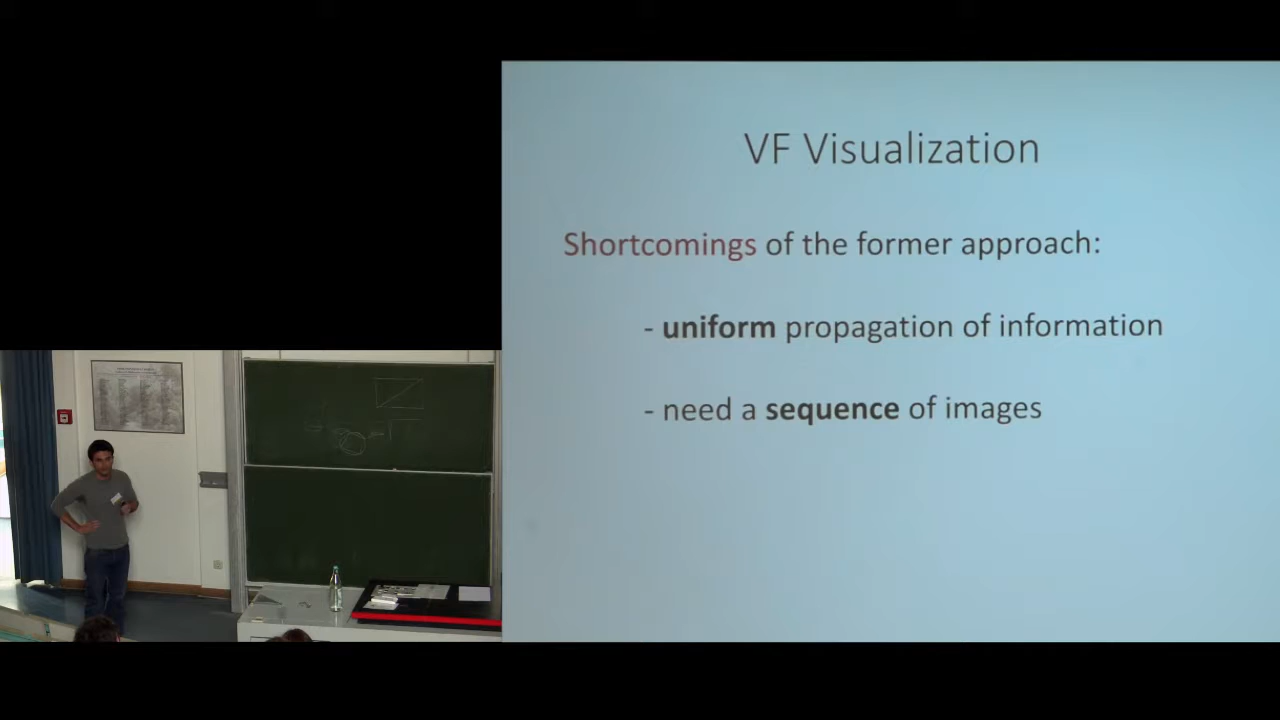 VF Visualization
Shortcomings of the former approach:
- uniform propagation of information
- need a sequence of images